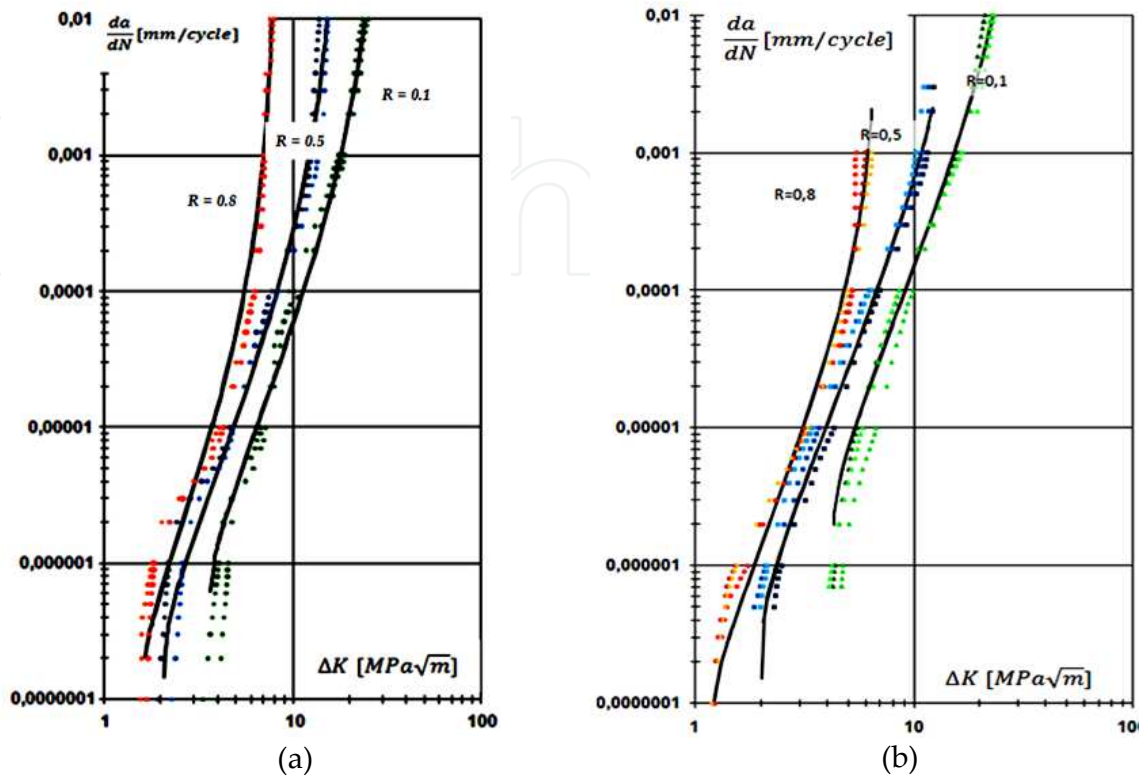 0,01
da/dN [mm/cycle]
R = 0.1
R = 0.5
R = 0.8
0,001
0,0001
0,00001
0,000001
0,0000001
ΔK [MPa√m]
1 10 100
(a)
0,01
da/dN [mm/cycle]
R=0,1
R=0,5
R=0,8
0,001
0,0001
0,00001
0,000001
0,0000001
ΔK [MPa√m]
1 10 100
(b)
h